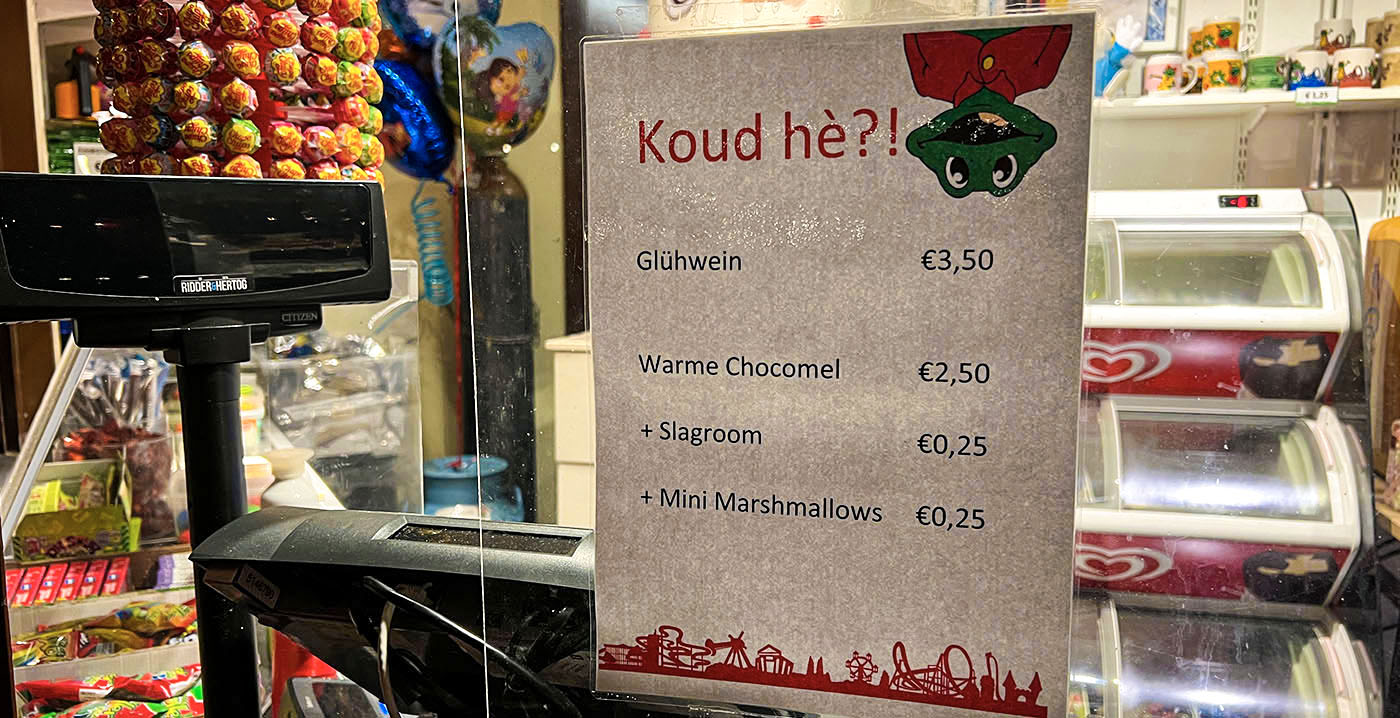 Koud hè?!
Glühwein €3,50
Warme Chocomel €2,50
+ Slagroom €0,25
+ Mini Marshmallows €0,25
RIDDER&HERTOG
CITIZEN